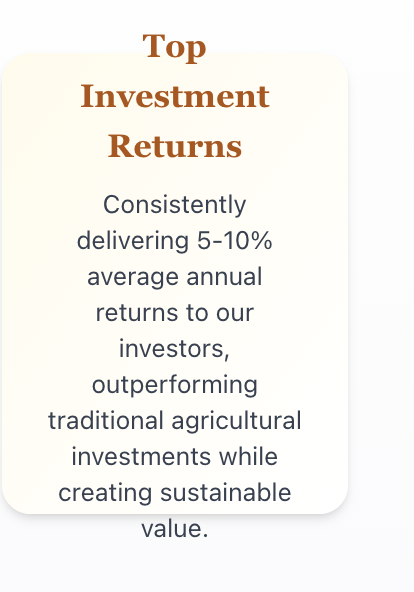 Top
Investment
Returns
Consistently
delivering 5-10%
average annual
returns to our
investors,
outperforming
traditional agricultural
investments while
creating sustainable
value.